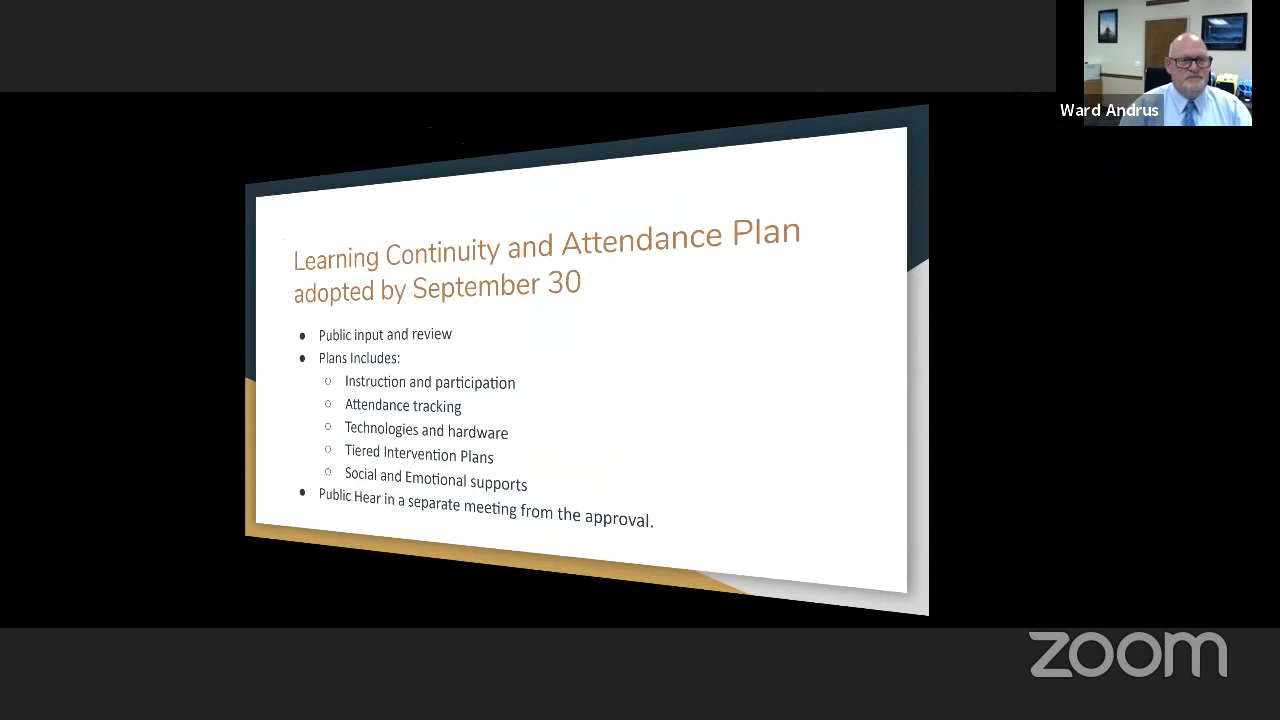 Ward Andrus
Learning Continuity and Attendance Plan
adopted by September 30
● Public input and review
● Plans Includes:
○ Instruction and participation
○ Attendance tracking
○ Technologies and hardware
○ Tiered Intervention Plans
○ Social and Emotional supports
● Public Hear in a separate meeting from the approval.
zoom